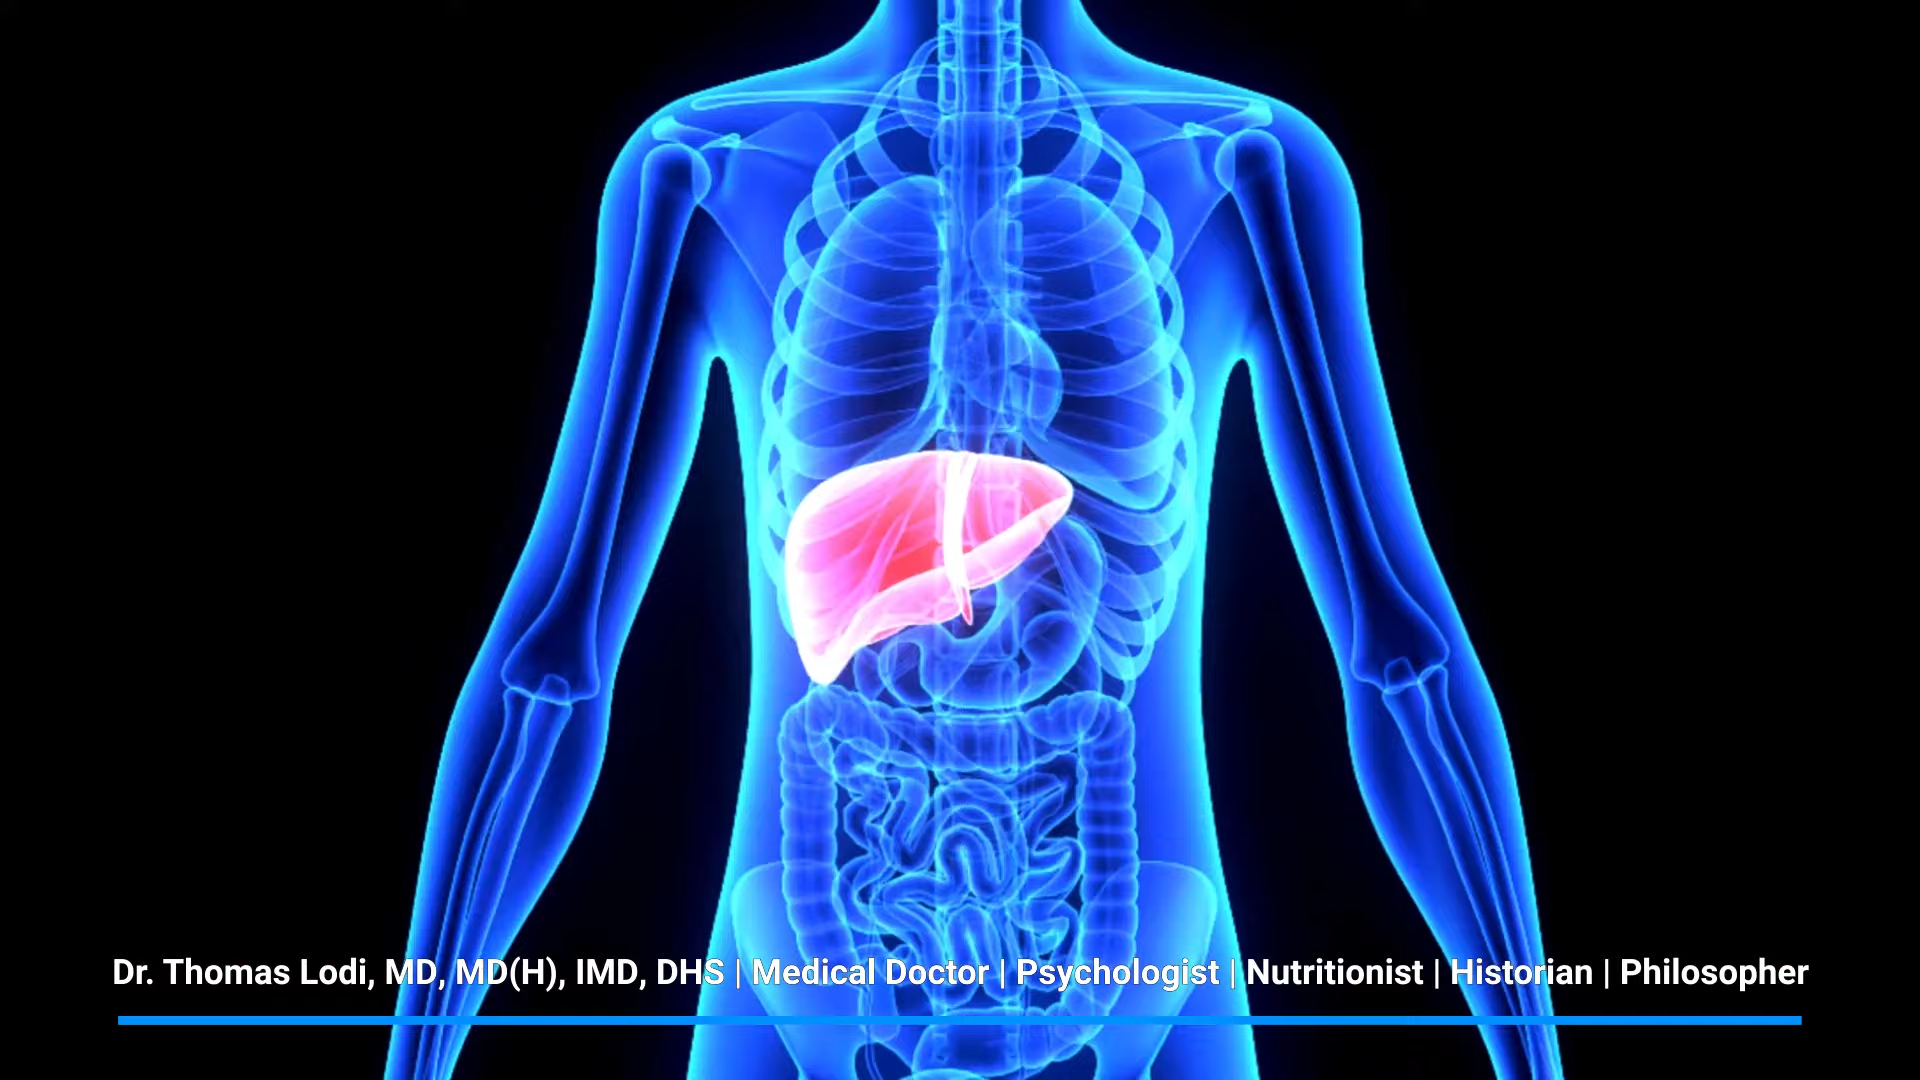 Dr. Thomas Lodi, MD, MD(H), IMD, DHS | Medical Doctor | Psychologist | Nutritionist | Historian | Philosopher